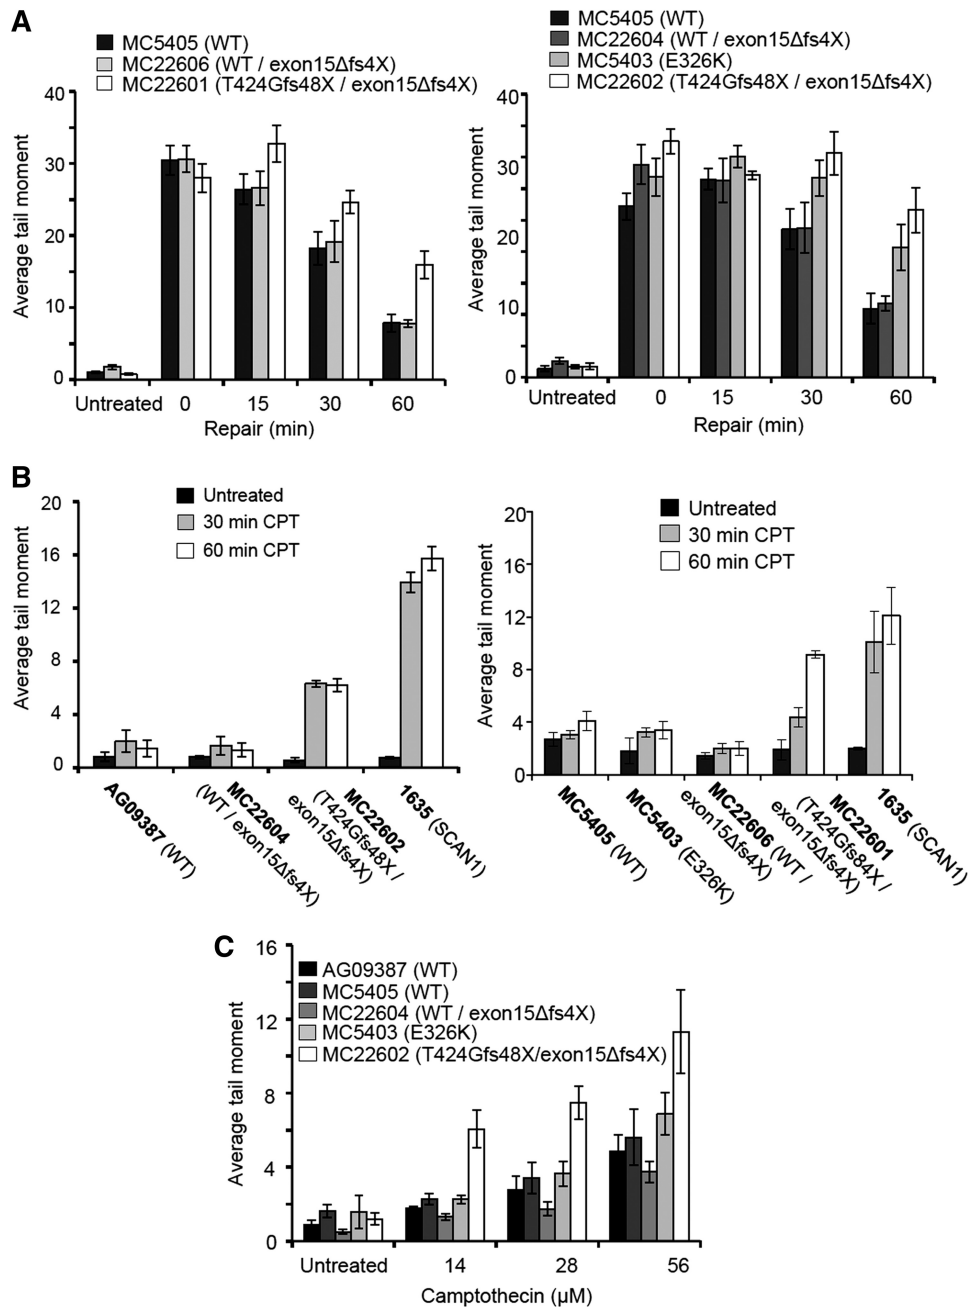 A
MC5405 (WT)
MC22606 (WT / exon15Δfs4X)
MC22601 (T424Gfs48X / exon15Δfs4X)
40
30
20
10
0
Average tail moment
Untreated 0 15 30 60
Repair (min)
MC5405 (WT)
MC22604 (WT / exon15Δfs4X)
MC5403 (E326K)
MC22602 (T424Gfs48X / exon15Δfs4X)
40
30
20
10
0
Average tail moment
Untreated 0 15 30 60
Repair (min)
B
Untreated
30 min CPT
60 min CPT
20
16
12
8
4
0
Average tail moment
AG09387 (WT)
MC22604
(WT / exon15Δfs4X)
MC22602
(T424Gfs48X /
exon15Δfs4X)
1635 (SCAN1)
Untreated
30 min CPT
60 min CPT
20
16
12
8
4
0
Average tail moment
MC5405 (WT)
MC5403 (E326K)
MC22606 (WT /
exon15Δfs4X)
MC22601
(T424Gfs84X /
exon15Δfs4X)
1635 (SCAN1)
C
AG09387 (WT)
MC5405 (WT)
MC22604 (WT / exon15Δfs4X)
MC5403 (E326K)
MC22602 (T424Gfs48X/exon15Δfs4X)
16
12
8
4
0
Average tail moment
Untreated 14 28 56
Camptothecin (µM)